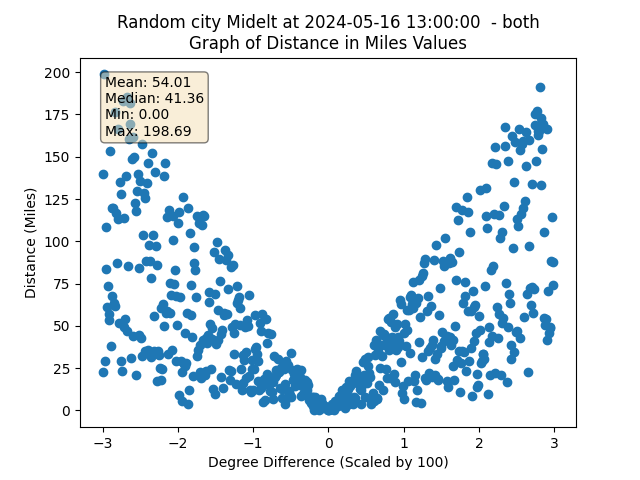 Random city Midelt at 2024-05-16 13:00:00 - both
Graph of Distance in Miles Values
Mean: 54.01
Median: 41.36
Min: 0.00
Max: 198.69
Distance (Miles)
200
175
150
125
100
75
50
25
0
−3 −2 −1 0 1 2 3
Degree Difference (Scaled by 100)